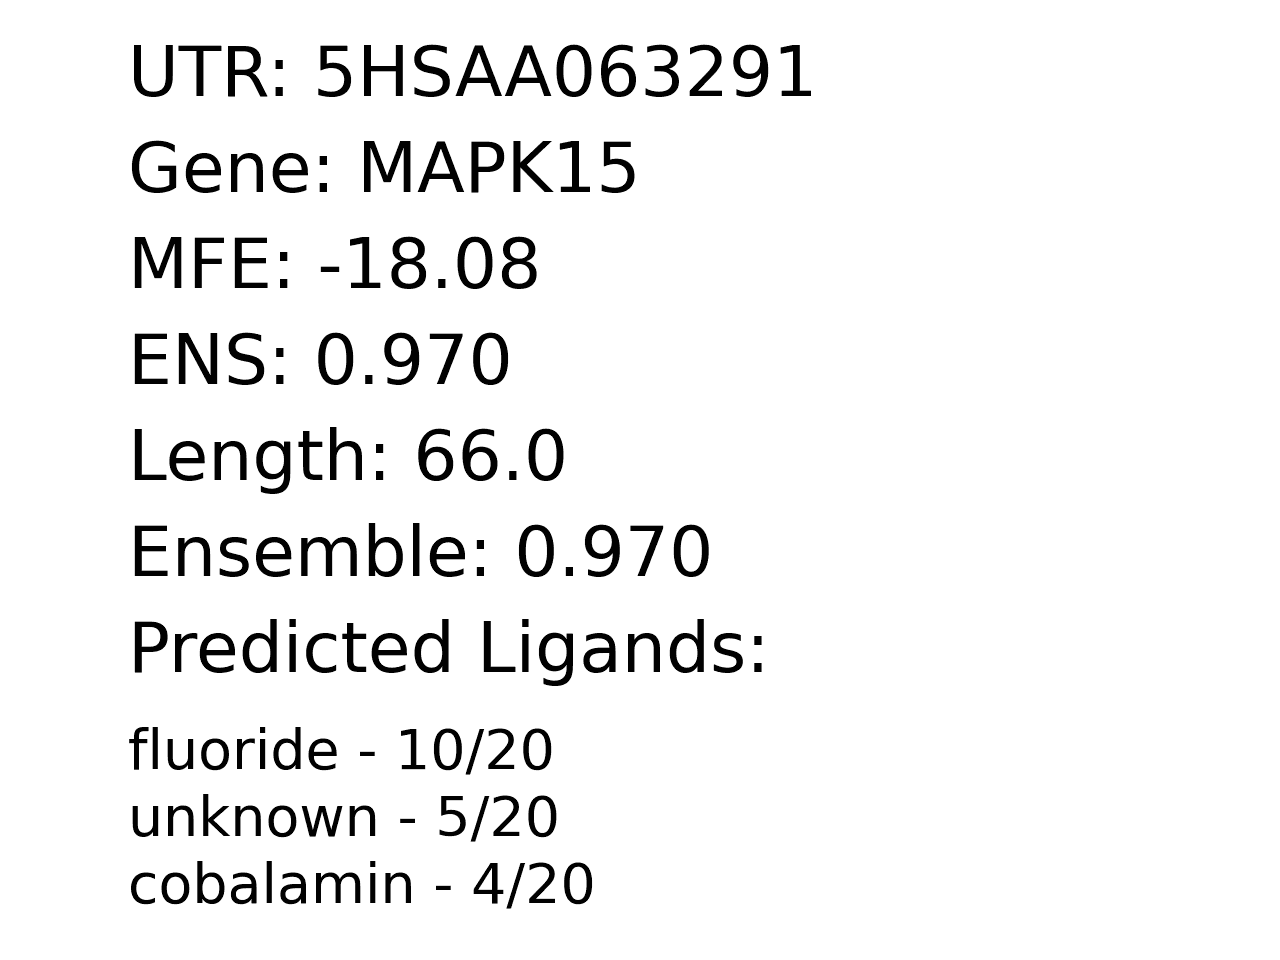 UTR: 5HSAA063291
Gene: MAPK15
MFE: -18.08
ENS: 0.970
Length: 66.0
Ensemble: 0.970
Predicted Ligands:
fluoride - 10/20
unknown - 5/20
cobalamin - 4/20